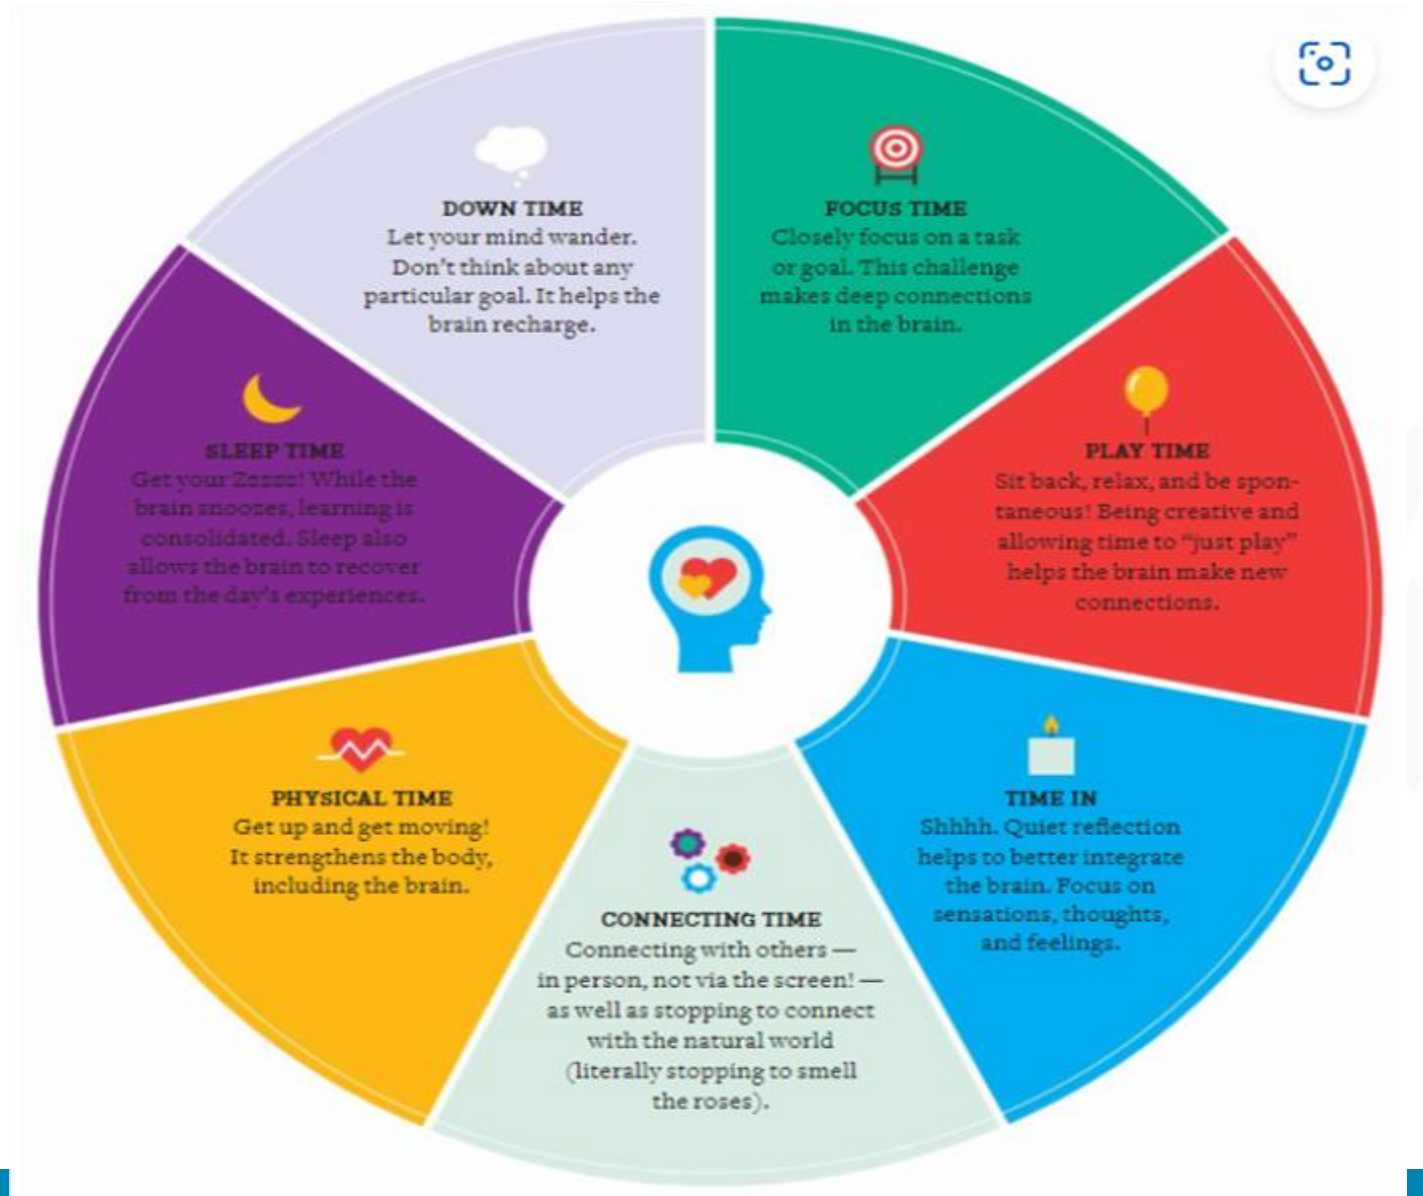 DOWN TIME
Let your mind wander.
Don't think about any
particular goal. It helps the
brain recharge.
FOCUS TIME
Closely focus on a task
or goal. This challenge
makes deep connections
in the brain.
PLAY TIME
Sit back, relax, and be spon-
taneous! Being creative and
allowing time to “just play”
helps the brain make new
connections.
TIME IN
Shhhh. Quiet reflection
helps to better integrate
the brain. Focus on
sensations, thoughts,
and feelings.
CONNECTING TIME
Connecting with others —
in person, not via the screen! —
as well as stopping to connect
with the natural world
(literally stopping to smell
the roses).
PHYSICAL TIME
Get up and get moving!
It strengthens the body,
including the brain.
SLEEP TIME
Get your Zzzzz! While the
brain snoozes, learning is
consolidated. Sleep also
allows the brain to recover
from the day's experiences.